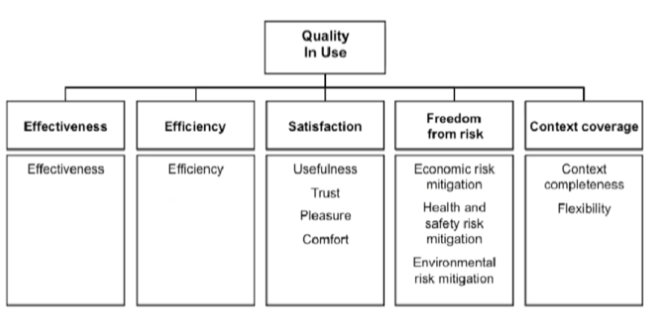 Quality
In Use
Effectiveness
Efficiency
Satisfaction
Freedom
from risk
Context coverage
Effectiveness
Efficiency
Usefulness
Trust
Pleasure
Comfort
Economic risk
mitigation
Health and
safety risk
mitigation
Environmental
risk mitigation
Context
completeness
Flexibility